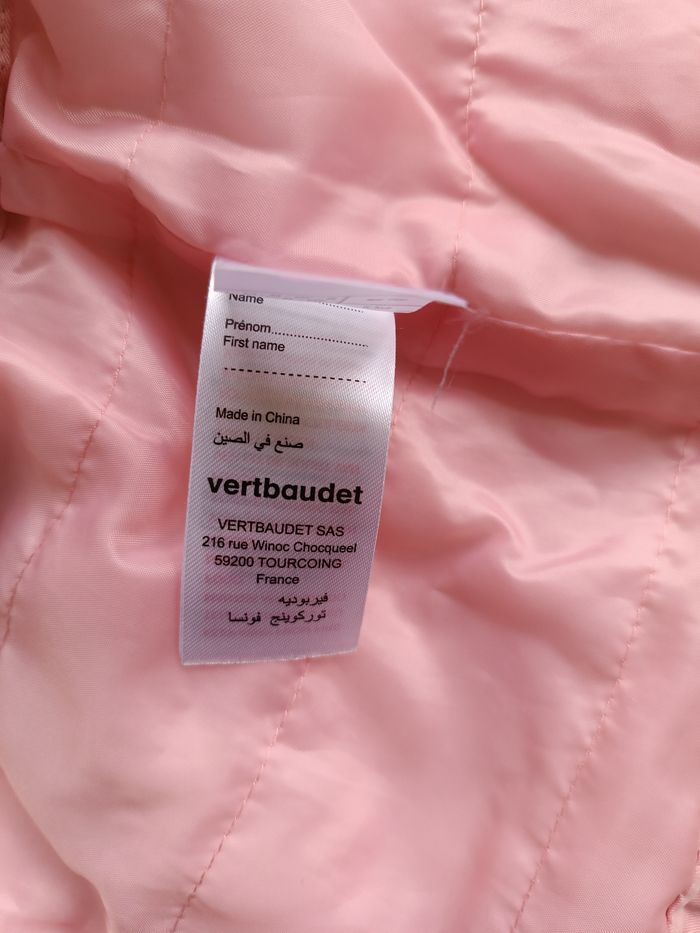 Name
Prénom....................
First name
Made in China
صنع في الصين
vertbaudet
VERTBAUDET SAS
216 rue Winoc Chocqueel
59200 TOURCOING
France
فيربوديه
توركوينج فونسا